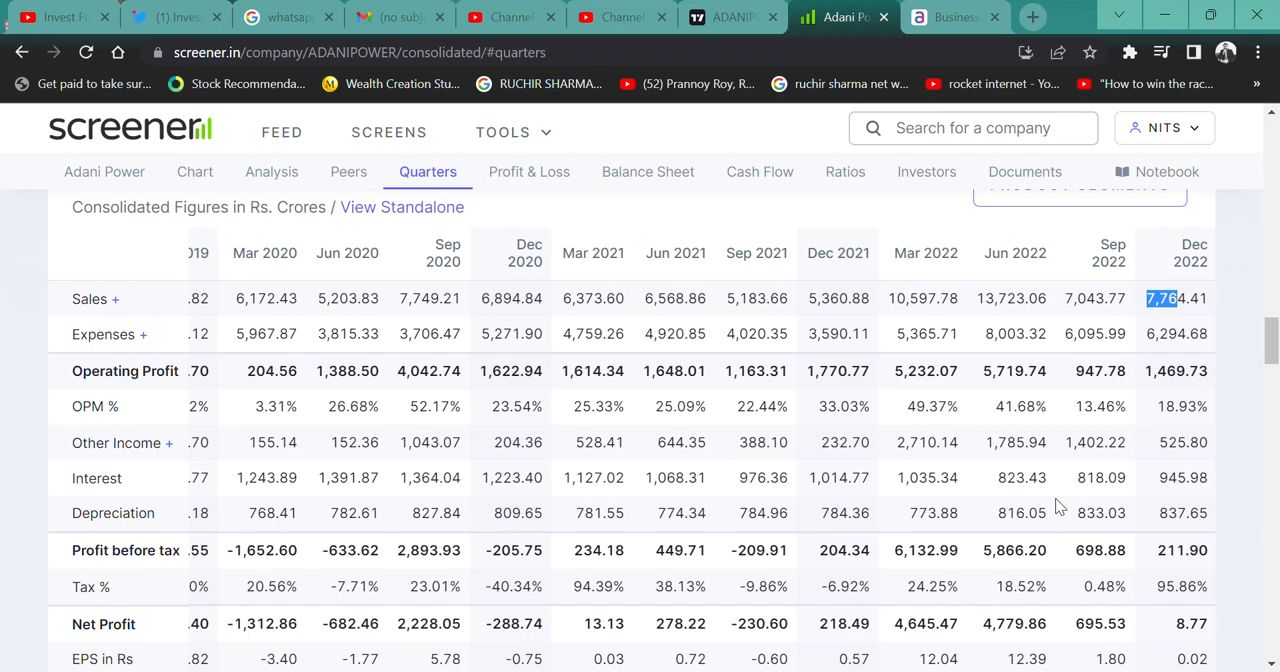 Invest Fo
(1) Invest
whatsapp
(no subje
Channel
Channel
ADANIP
Adani Po
Business
screener.in/company/ADANIPOWER/consolidated/#quarters
Get paid to take sur... Stock Recommenda... Wealth Creation Stu... RUCHIR SHARMA... (52) Prannoy Roy, R... ruchir sharma net w... rocket internet - Yo... "How to win the rac... »
screener FEED SCREENS TOOLS Search for a company NITS
Adani Power Chart Analysis Peers Quarters Profit & Loss Balance Sheet Cash Flow Ratios Investors Documents Notebook
PRODUCT SEGMENTS
Consolidated Figures in Rs. Crores / View Standalone
019 Mar 2020 Jun 2020 Sep 2020 Dec 2020 Mar 2021 Jun 2021 Sep 2021 Dec 2021 Mar 2022 Jun 2022 Sep 2022 Dec 2022
Sales + .82 6,172.43 5,203.83 7,749.21 6,894.84 6,373.60 6,568.86 5,183.66 5,360.88 10,597.78 13,723.06 7,043.77 7,764.41
Expenses + .12 5,967.87 3,815.33 3,706.47 5,271.90 4,759.26 4,920.85 4,020.35 3,590.11 5,365.71 8,003.32 6,095.99 6,294.68
Operating Profit .70 204.56 1,388.50 4,042.74 1,622.94 1,614.34 1,648.01 1,163.31 1,770.77 5,232.07 5,719.74 947.78 1,469.73
OPM % 2% 3.31% 26.68% 52.17% 23.54% 25.33% 25.09% 22.44% 33.03% 49.37% 41.68% 13.46% 18.93%
Other Income + .70 155.14 152.36 1,043.07 204.36 528.41 644.35 388.10 232.70 2,710.14 1,785.94 1,402.22 525.80
Interest .77 1,243.89 1,391.87 1,364.04 1,223.40 1,127.02 1,068.31 976.36 1,014.77 1,035.34 823.43 818.09 945.98
Depreciation .18 768.41 782.61 827.84 809.65 781.55 774.34 784.96 784.36 773.88 816.05 833.03 837.65
Profit before tax .55 -1,652.60 -633.62 2,893.93 -205.75 234.18 449.71 -209.91 204.34 6,132.99 5,866.20 698.88 211.90
Tax % 0% 20.56% -7.71% 23.01% -40.34% 94.39% 38.13% -9.86% -6.92% 24.25% 18.52% 0.48% 95.86%
Net Profit .40 -1,312.86 -682.46 2,228.05 -288.74 13.13 278.22 -230.60 218.49 4,645.47 4,779.86 695.53 8.77
EPS in Rs .82 -3.40 -1.77 5.78 -0.75 0.03 0.72 -0.60 0.57 12.04 12.39 1.80 0.02